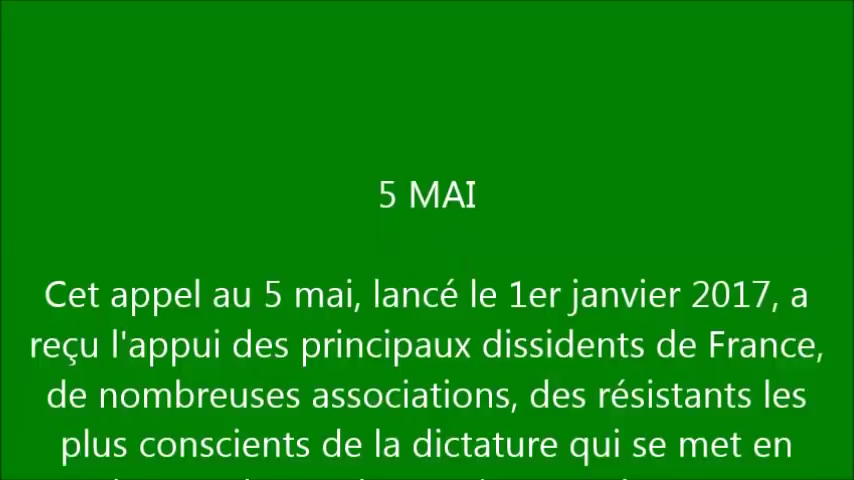 5 MAI
Cet appel au 5 mai, lancé le 1er janvier 2017, a
reçu l'appui des principaux dissidents de France,
de nombreuses associations, des résistants les
plus conscients de la dictature qui se met en